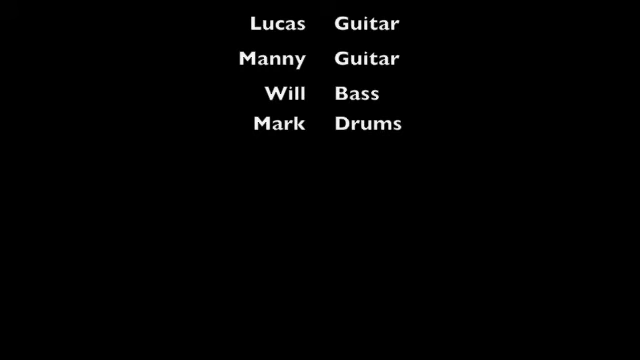 Lucas Guitar
Manny Guitar
Will Bass
Mark Drums